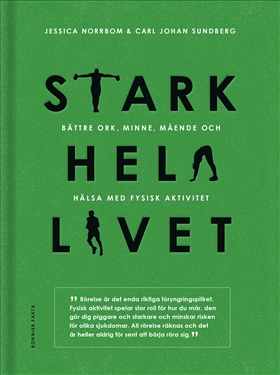 JESSICA NORRBOM & CARL JOHAN SUNDBERG
STARK
BÄTTRE ORK, MINNE, MÅENDE OCH
HELA
HÄLSA MED FYSISK AKTIVITET
LIVET
” Rörelse är det enda riktiga föryngringspillret.
Fysisk aktivitet spelar stor roll för hur du mår, den
gör dig piggare och starkare och minskar risken
för olika sjukdomar. All rörelse räknas och det
är heller aldrig för sent att börja röra sig. ”
BONNIER FAKTA